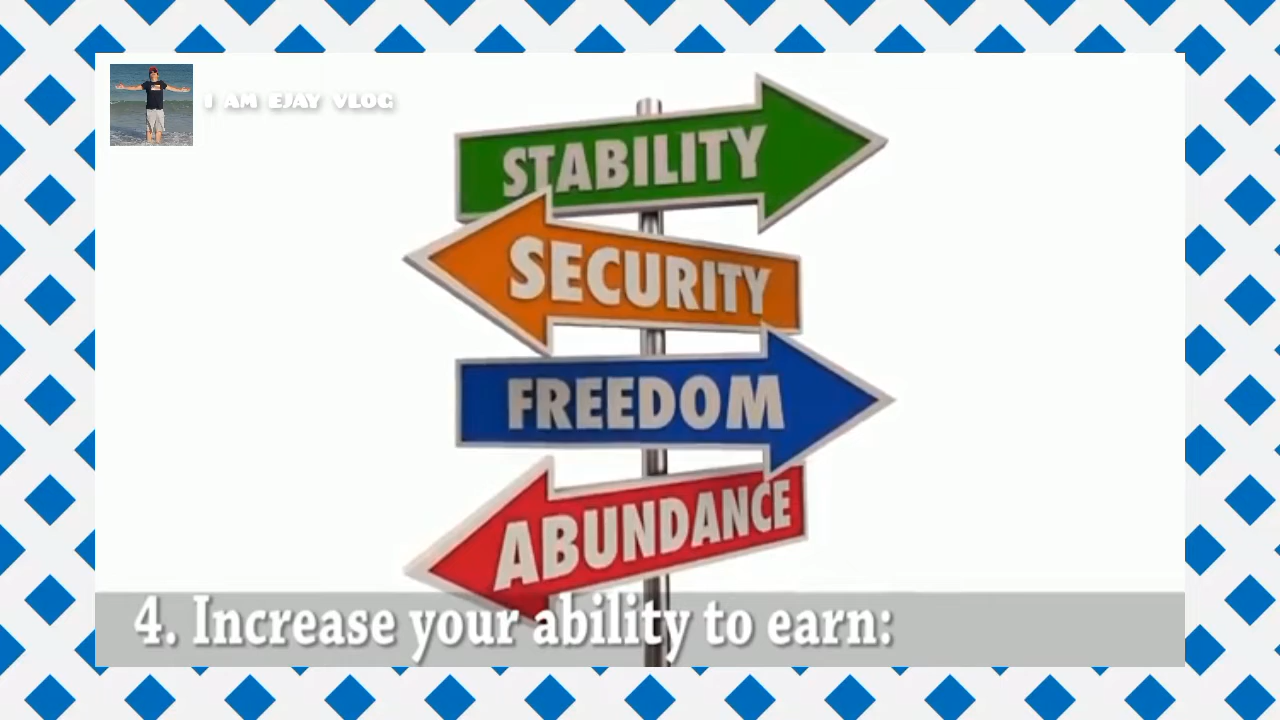 I AM EJAY VLOG
STABILITY
SECURITY
FREEDOM
ABUNDANCE
4. Increase your ability to earn: